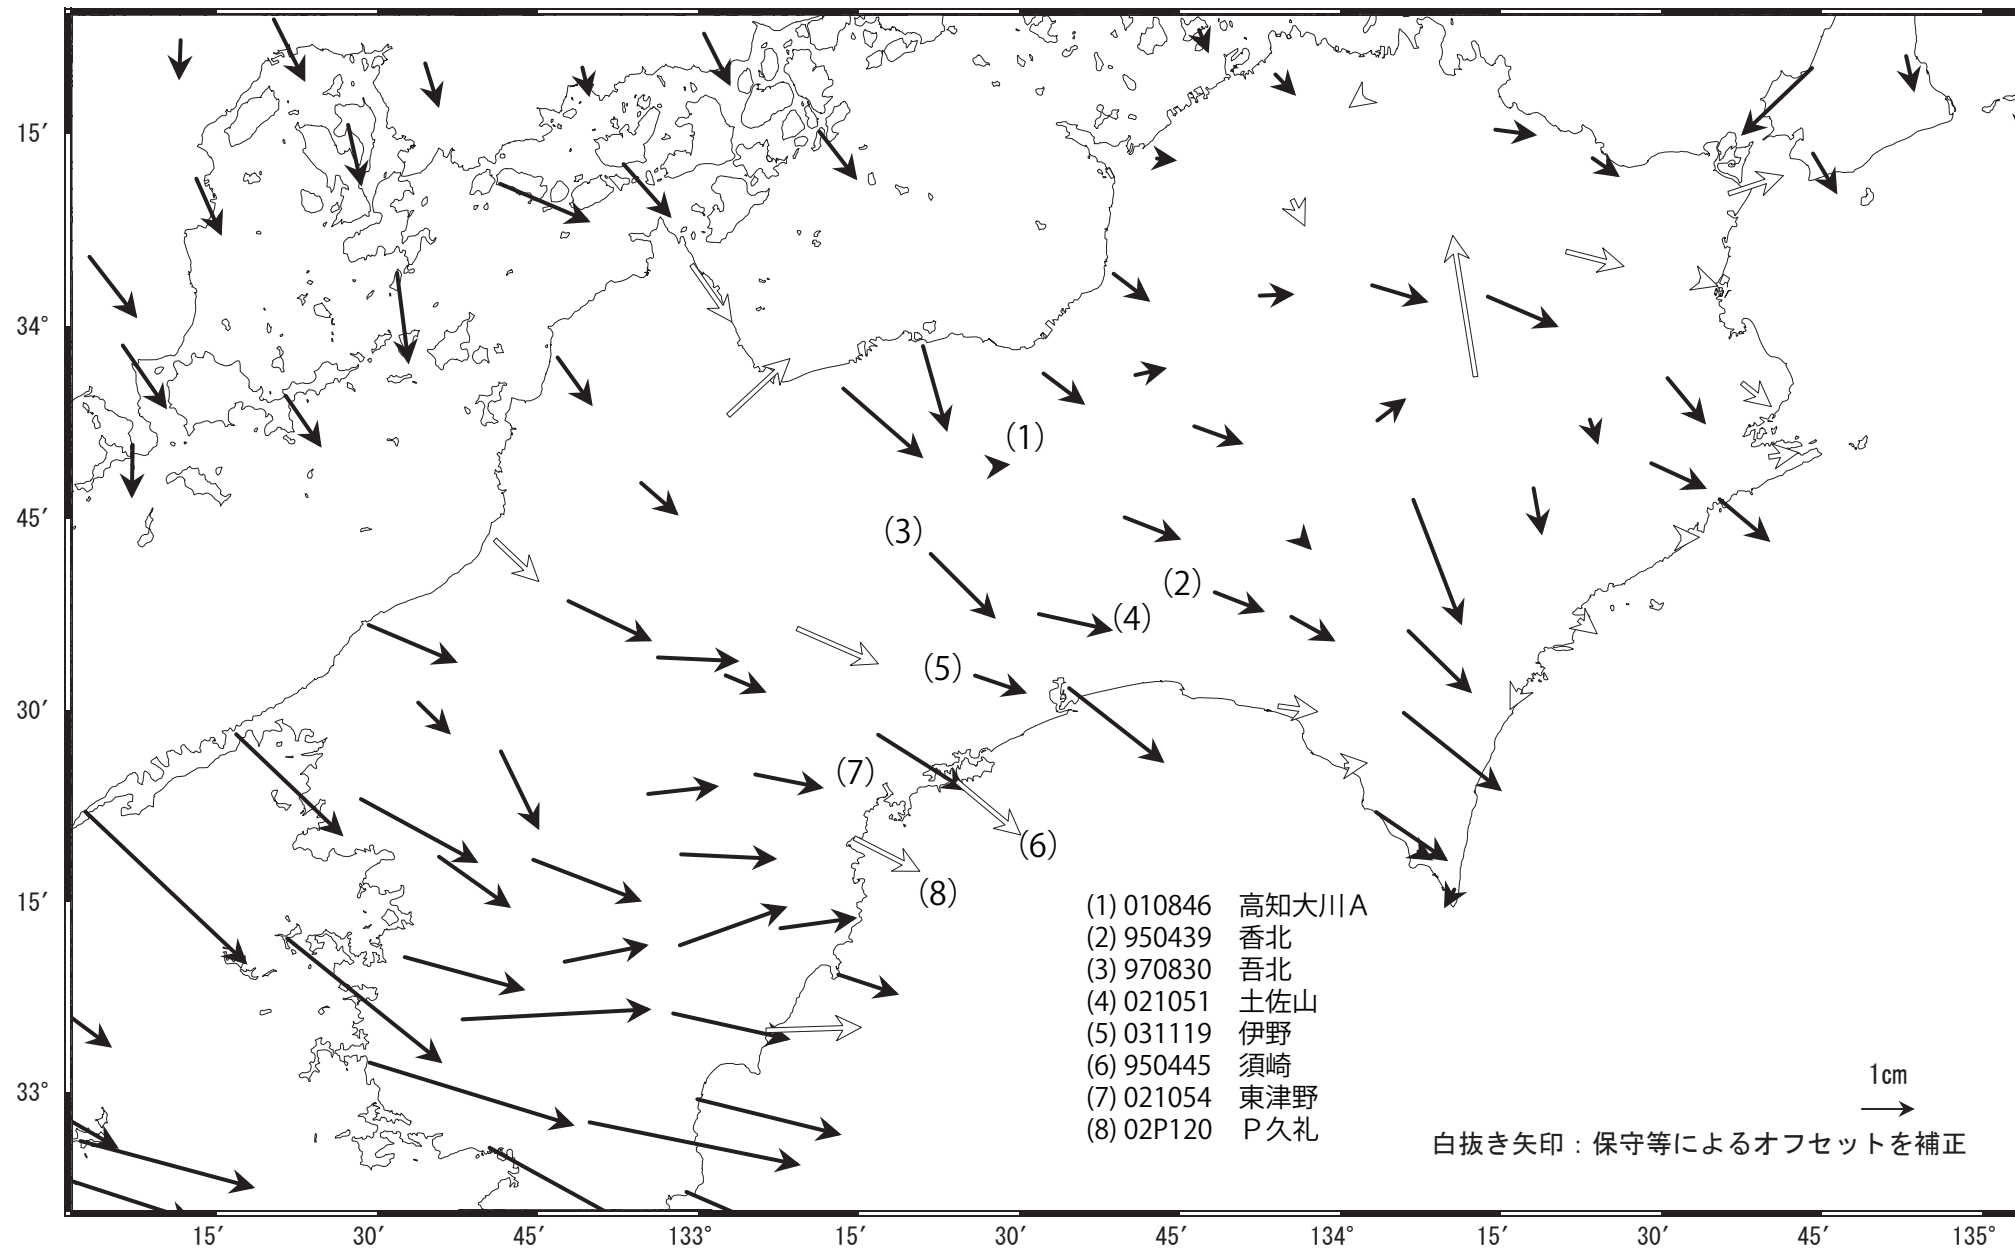 15′
34°
45′
30′
15′
33°
(1)
(3)
(2)
(4)
(5)
(7)
(6)
(8)
(1) 010846　高知大川Ａ
(2) 950439　香北
(3) 970830　吾北
(4) 021051　土佐山
(5) 031119　伊野
(6) 950445　須崎
(7) 021054　東津野
(8) 02P120　Ｐ久礼
1cm
白抜き矢印：保守等によるオフセットを補正
15′ 30′ 45′ 133° 15′ 30′ 45′ 134° 15′ 30′ 45′ 135°